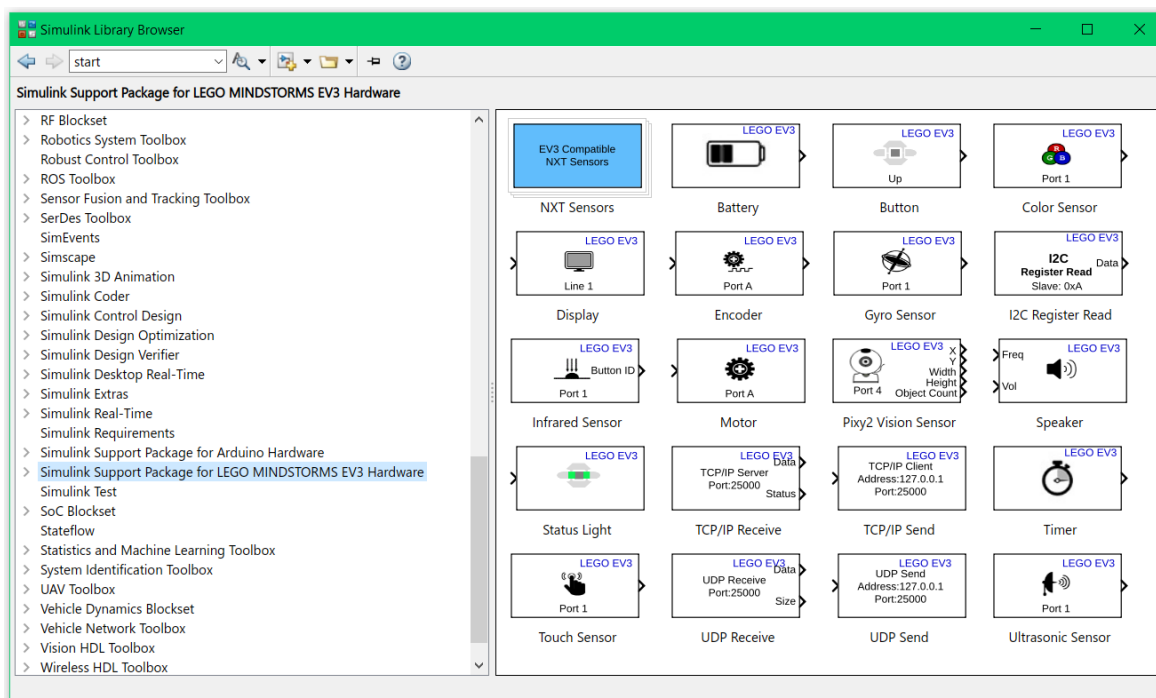 Simulink Library Browser
start
Simulink Support Package for LEGO MINDSTORMS EV3 Hardware
RF Blockset
Robotics System Toolbox
Robust Control Toolbox
ROS Toolbox
Sensor Fusion and Tracking Toolbox
SerDes Toolbox
SimEvents
Simscape
Simulink 3D Animation
Simulink Coder
Simulink Control Design
Simulink Design Optimization
Simulink Design Verifier
Simulink Desktop Real-Time
Simulink Extras
Simulink Real-Time
Simulink Requirements
Simulink Support Package for Arduino Hardware
Simulink Support Package for LEGO MINDSTORMS EV3 Hardware
Simulink Test
SoC Blockset
Stateflow
Statistics and Machine Learning Toolbox
System Identification Toolbox
UAV Toolbox
Vehicle Dynamics Blockset
Vehicle Network Toolbox
Vision HDL Toolbox
Wireless HDL Toolbox
EV3 Compatible
NXT Sensors
NXT Sensors
LEGO EV3
Battery
LEGO EV3
Up
Button
LEGO EV3
R
G B
Port 1
Color Sensor
LEGO EV3
Line 1
Display
LEGO EV3
Port A
Encoder
LEGO EV3
Port 1
Gyro Sensor
LEGO EV3
I2C
Register Read
Data
Slave: 0xA
I2C Register Read
LEGO EV3
Button ID
Port 1
Infrared Sensor
LEGO EV3
Port A
Motor
LEGO EV3
X
Y
Width
Height
Port 4
Object Count
Pixy2 Vision Sensor
LEGO EV3
Freq
Vol
Speaker
LEGO EV3
Status Light
LEGO EV3
Data
TCP/IP Server
Port:25000
Status
TCP/IP Receive
LEGO EV3
TCP/IP Client
Address:127.0.0.1
Port:25000
TCP/IP Send
LEGO EV3
Timer
LEGO EV3
Port 1
Touch Sensor
LEGO EV3
Data
UDP Receive
Port:25000
Size
UDP Receive
LEGO EV3
UDP Send
Address:127.0.0.1
Port:25000
UDP Send
LEGO EV3
Port 1
Ultrasonic Sensor